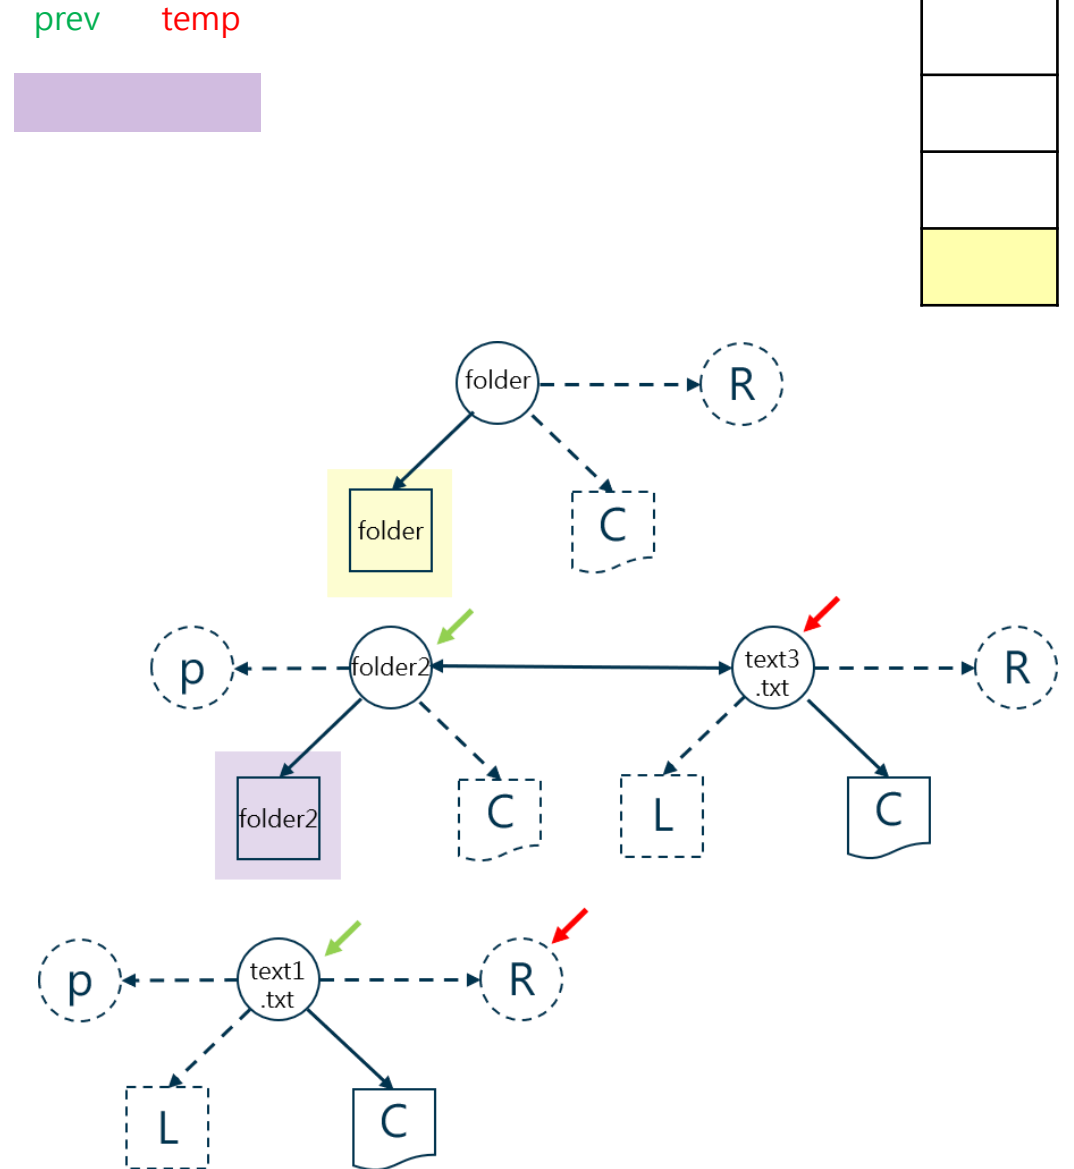 prev temp
folder R
folder C
p folder2 text3
.txt R
folder2 C L C
p text1
.txt R
L C